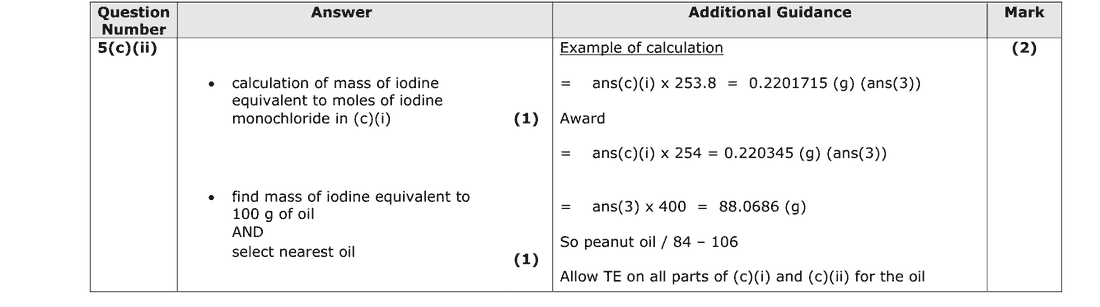 Question Number
Answer
Additional Guidance
Mark
5(c)(ii)
• calculation of mass of iodine
equivalent to moles of iodine
monochloride in (c)(i) (1)
• find mass of iodine equivalent to
100 g of oil
AND
select nearest oil
(1)
Example of calculation
= ans(c)(i) x 253.8 = 0.2201715 (g) (ans(3))
Award
= ans(c)(i) x 254 = 0.220345 (g) (ans(3))
= ans(3) x 400 = 88.0686 (g)
So peanut oil / 84 – 106
Allow TE on all parts of (c)(i) and (c)(ii) for the oil
(2)